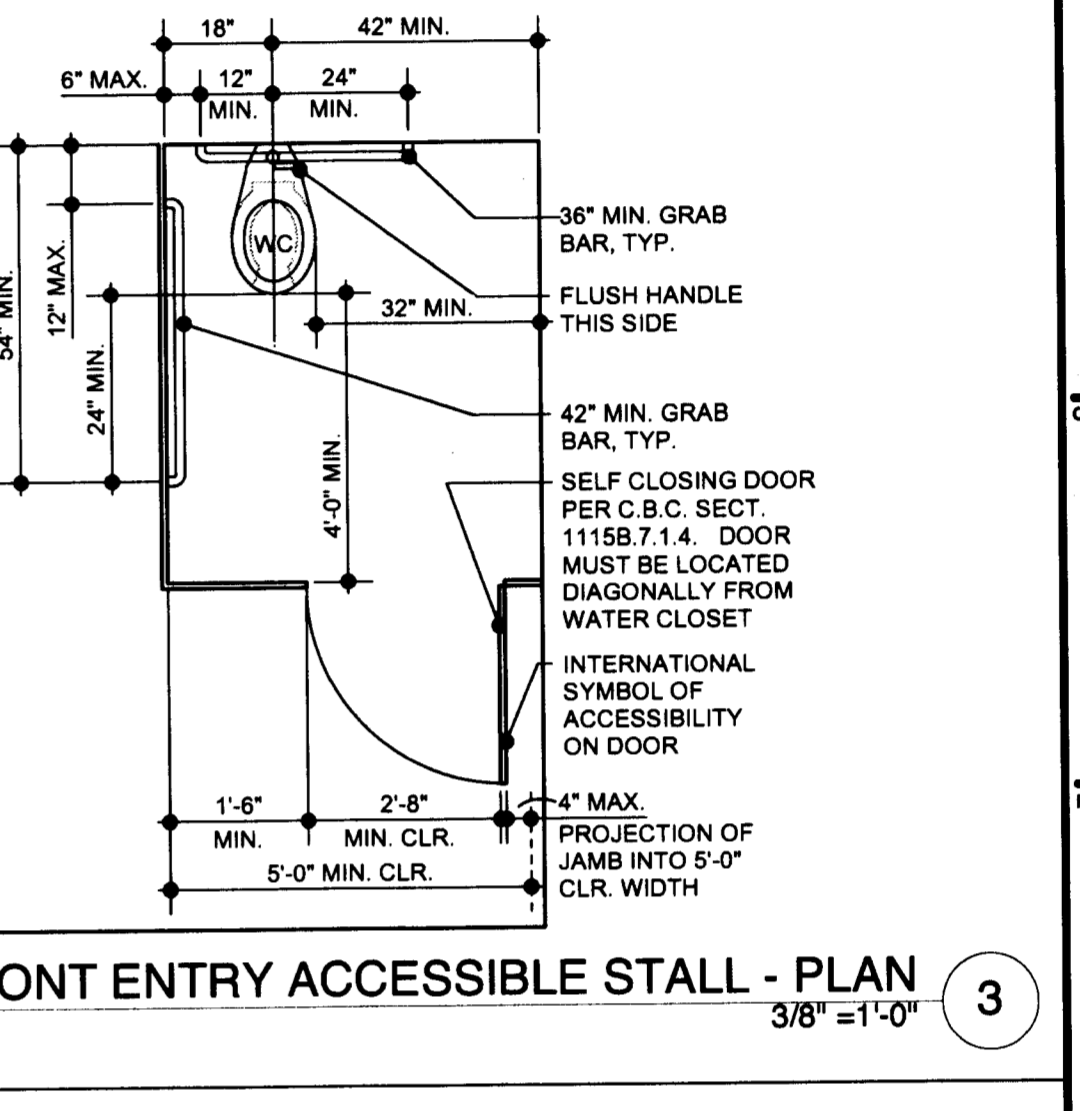 18"
42" MIN.
6" MAX.
12"
MIN.
24"
MIN.
54" MIN.
12" MAX.
24" MIN.
WC
32" MIN.
4'-0" MIN.
36" MIN. GRAB
BAR, TYP.
FLUSH HANDLE
THIS SIDE
42" MIN. GRAB
BAR, TYP.
SELF CLOSING DOOR
PER C.B.C. SECT.
1115B.7.1.4. DOOR
MUST BE LOCATED
DIAGONALLY FROM
WATER CLOSET
INTERNATIONAL
SYMBOL OF
ACCESSIBILITY
ON DOOR
1'-6"
MIN.
2'-8"
MIN. CLR.
4" MAX.
PROJECTION OF
JAMB INTO 5'-0"
CLR. WIDTH
5'-0" MIN. CLR.
ONT ENTRY ACCESSIBLE STALL - PLAN
3/8" =1'-0"
3